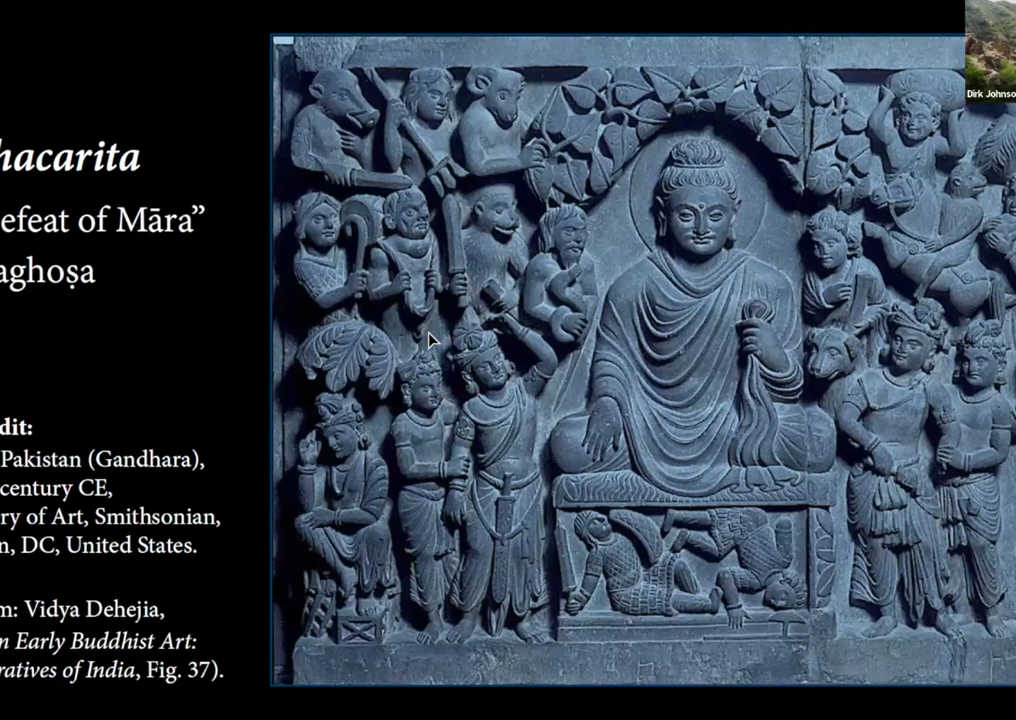 hacarita
efeat of Māra”
aghoṣa
dit:
Pakistan (Gandhara),
century CE,
ry of Art, Smithsonian,
n, DC, United States.
m: Vidya Dehejia,
n Early Buddhist Art:
ratives of India, Fig. 37).
Dirk Johnso